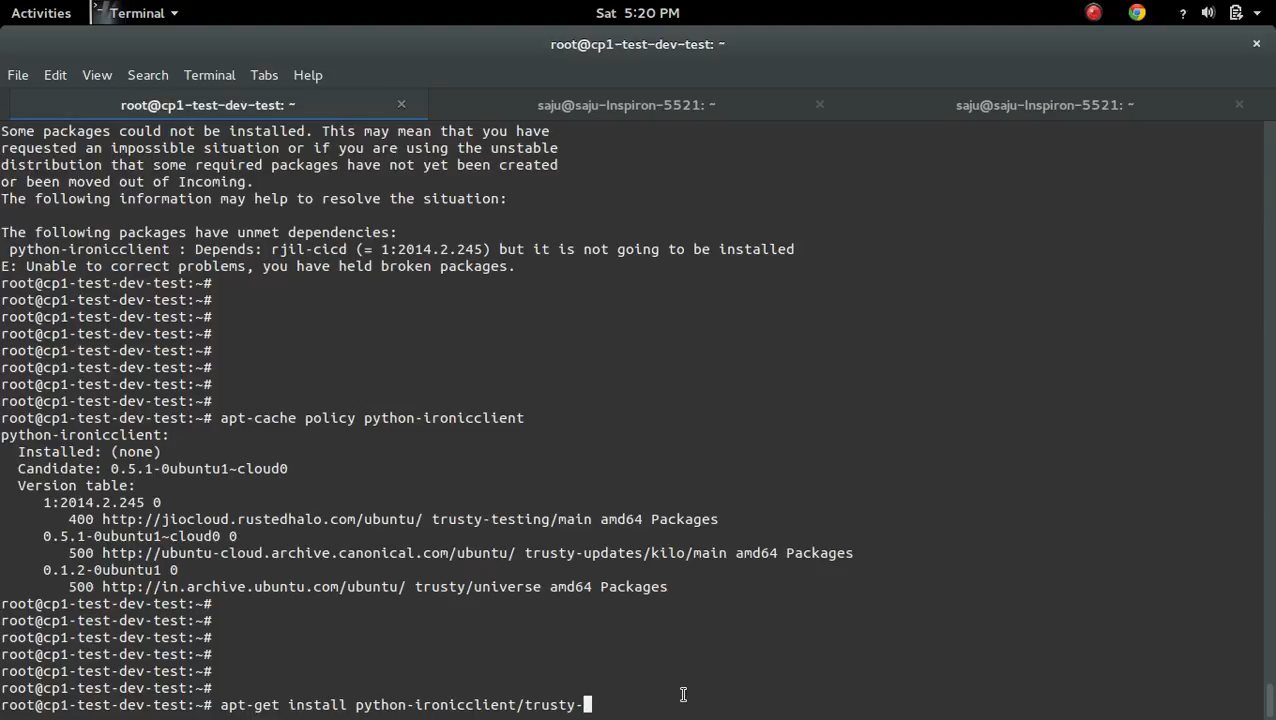 Activities Terminal Sat 5:20 PM ?
root@cp1-test-dev-test: ~ ×
File Edit View Search Terminal Tabs Help
root@cp1-test-dev-test: ~ × saju@saju-Inspiron-5521: ~ × saju@saju-Inspiron-5521: ~ ×
Some packages could not be installed. This may mean that you have
requested an impossible situation or if you are using the unstable
distribution that some required packages have not yet been created
or been moved out of Incoming.
The following information may help to resolve the situation:
The following packages have unmet dependencies:
python-ironicclient : Depends: rjil-cicd (= 1:2014.2.245) but it is not going to be installed
E: Unable to correct problems, you have held broken packages.
root@cp1-test-dev-test:~#
root@cp1-test-dev-test:~#
root@cp1-test-dev-test:~#
root@cp1-test-dev-test:~#
root@cp1-test-dev-test:~#
root@cp1-test-dev-test:~#
root@cp1-test-dev-test:~#
root@cp1-test-dev-test:~#
root@cp1-test-dev-test:~# apt-cache policy python-ironicclient
python-ironicclient:
Installed: (none)
Candidate: 0.5.1-0ubuntu1~cloud0
Version table:
1:2014.2.245 0
400 http://jiocloud.rustedhalo.com/ubuntu/ trusty-testing/main amd64 Packages
0.5.1-0ubuntu1~cloud0 0
500 http://ubuntu-cloud.archive.canonical.com/ubuntu/ trusty-updates/kilo/main amd64 Packages
0.1.2-0ubuntu1 0
500 http://in.archive.ubuntu.com/ubuntu/ trusty/universe amd64 Packages
root@cp1-test-dev-test:~#
root@cp1-test-dev-test:~#
root@cp1-test-dev-test:~#
root@cp1-test-dev-test:~#
root@cp1-test-dev-test:~#
root@cp1-test-dev-test:~#
root@cp1-test-dev-test:~# apt-get install python-ironicclient/trusty-